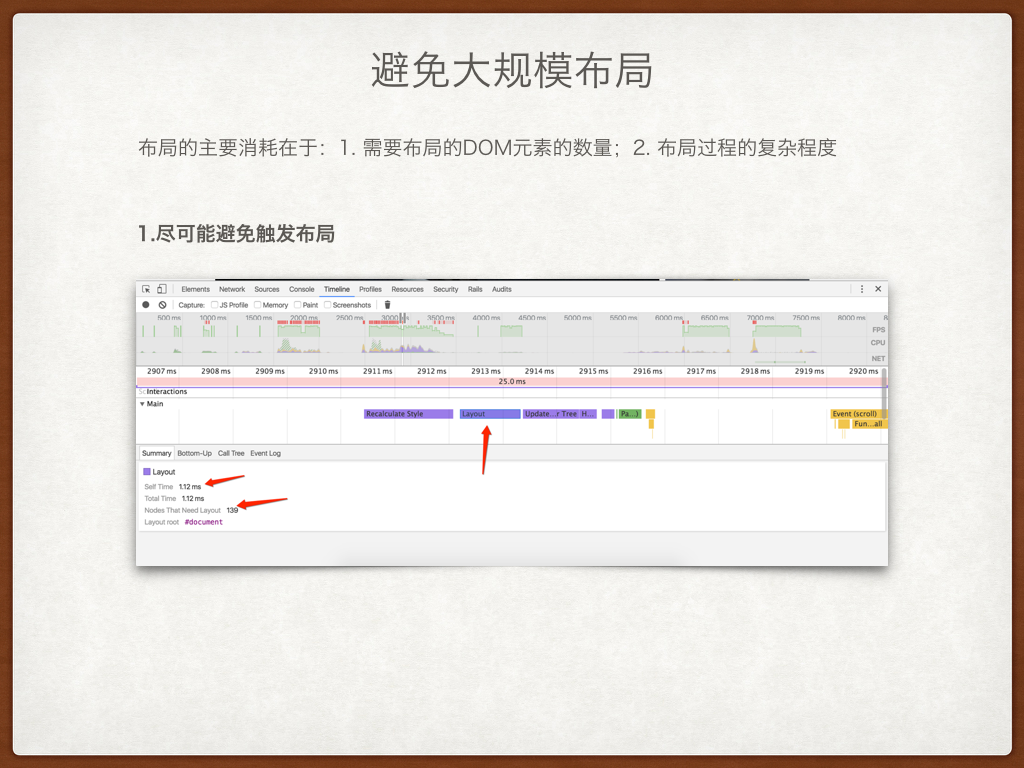 避免大规模布局
布局的主要消耗在于：1. 需要布局的DOM元素的数量；2. 布局过程的复杂程度
1.尽可能避免触发布局
Elements Network Sources Console Timeline Profiles Resources Security Rails Audits
Capture: JS Profile Memory Paint Screenshots
500 ms 1000 ms 1500 ms 2000 ms 2500 ms 3000 ms 3500 ms 4000 ms 4500 ms 5000 ms 5500 ms 6000 ms 6500 ms 7000 ms 7500 ms 8000 ms 8
FPS
CPU
NET
2907 ms 2908 ms 2909 ms 2910 ms 2911 ms 2912 ms 2913 ms 2914 ms 2915 ms 2916 ms 2917 ms 2918 ms 2919 ms 2920 ms
25.0 ms
Interactions
Main
Recalculate Style Layout Update...r Tree H... Pa...) Event (scroll)
Fun...all
Summary Bottom-Up Call Tree Event Log
Layout
Self Time 1.12 ms
Total Time 1.12 ms
Nodes That Need Layout 139
Layout root #document